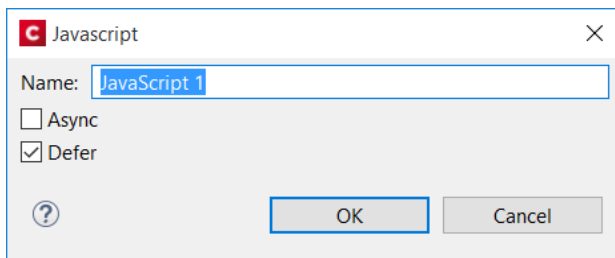 C Javascript
Name: JavaScript 1
Async
Defer
? OK Cancel